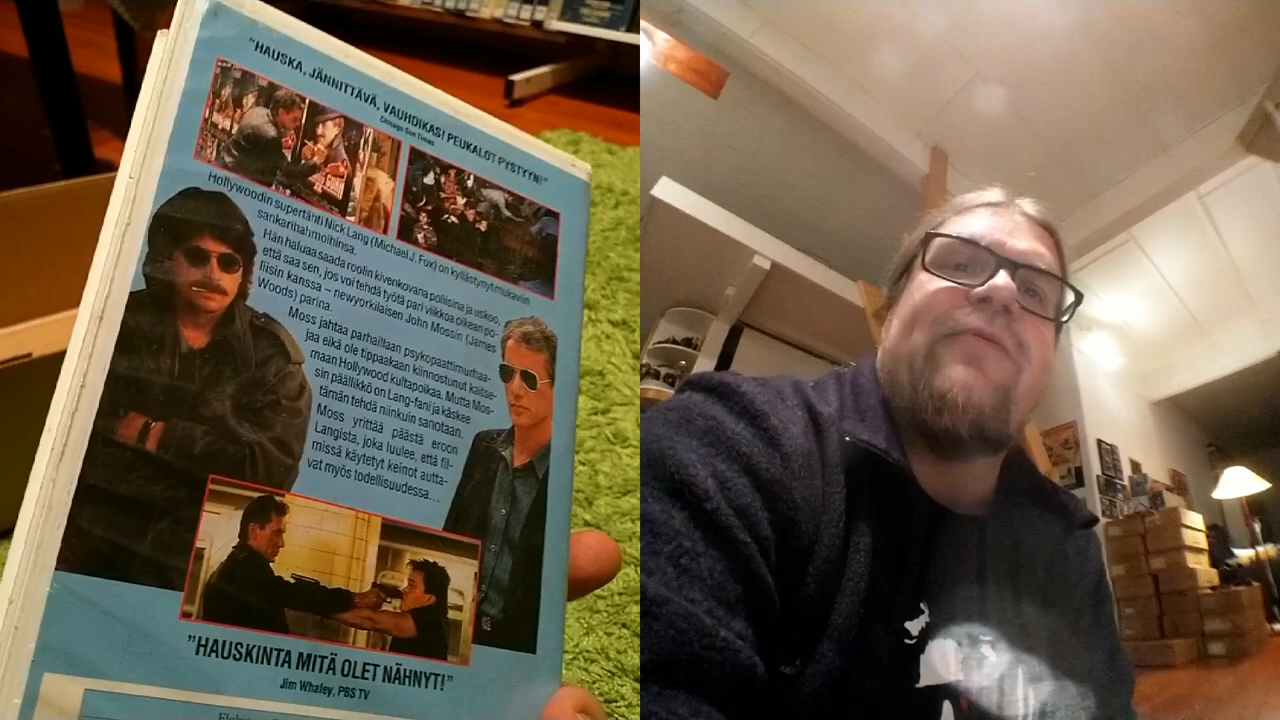 "HAUSKA, JÄNNITTÄVÄ, VAUHDIKAS! PEUKALOT PYSTYYN!"
Chicago Sun Times
Hollywoodin supertähti Nick Lang (Michael J. Fox) on kyllästynyt mukaviin
sankarihahmoihinsa.
Hän haluaa saada roolin kivenkovana poliisina ja uskoo,
että saa sen, jos voi tehdä työtä pari viikkoa oikean po-
liisin kanssa – newyorkilaisen John Mossin (James
Woods) parina.
Moss jahtaa parhaillaan psykopaattimurhaa-
jaa eikä ole tippaakaan kiinnostunut kaitse-
maan Hollywood kultapoikaa. Mutta Mos-
sin päällikkö on Lang-fani ja käskee
tämän tehdä niinkuin sanotaan.
Moss yrittää päästä eroon
Langista, joka luulee, että fil-
missä käytetyt keinot autta-
vat myös todellisuudessa...
"HAUSKINTA MITÄ OLET NÄHNYT!"
Jim Whaley, PBS TV